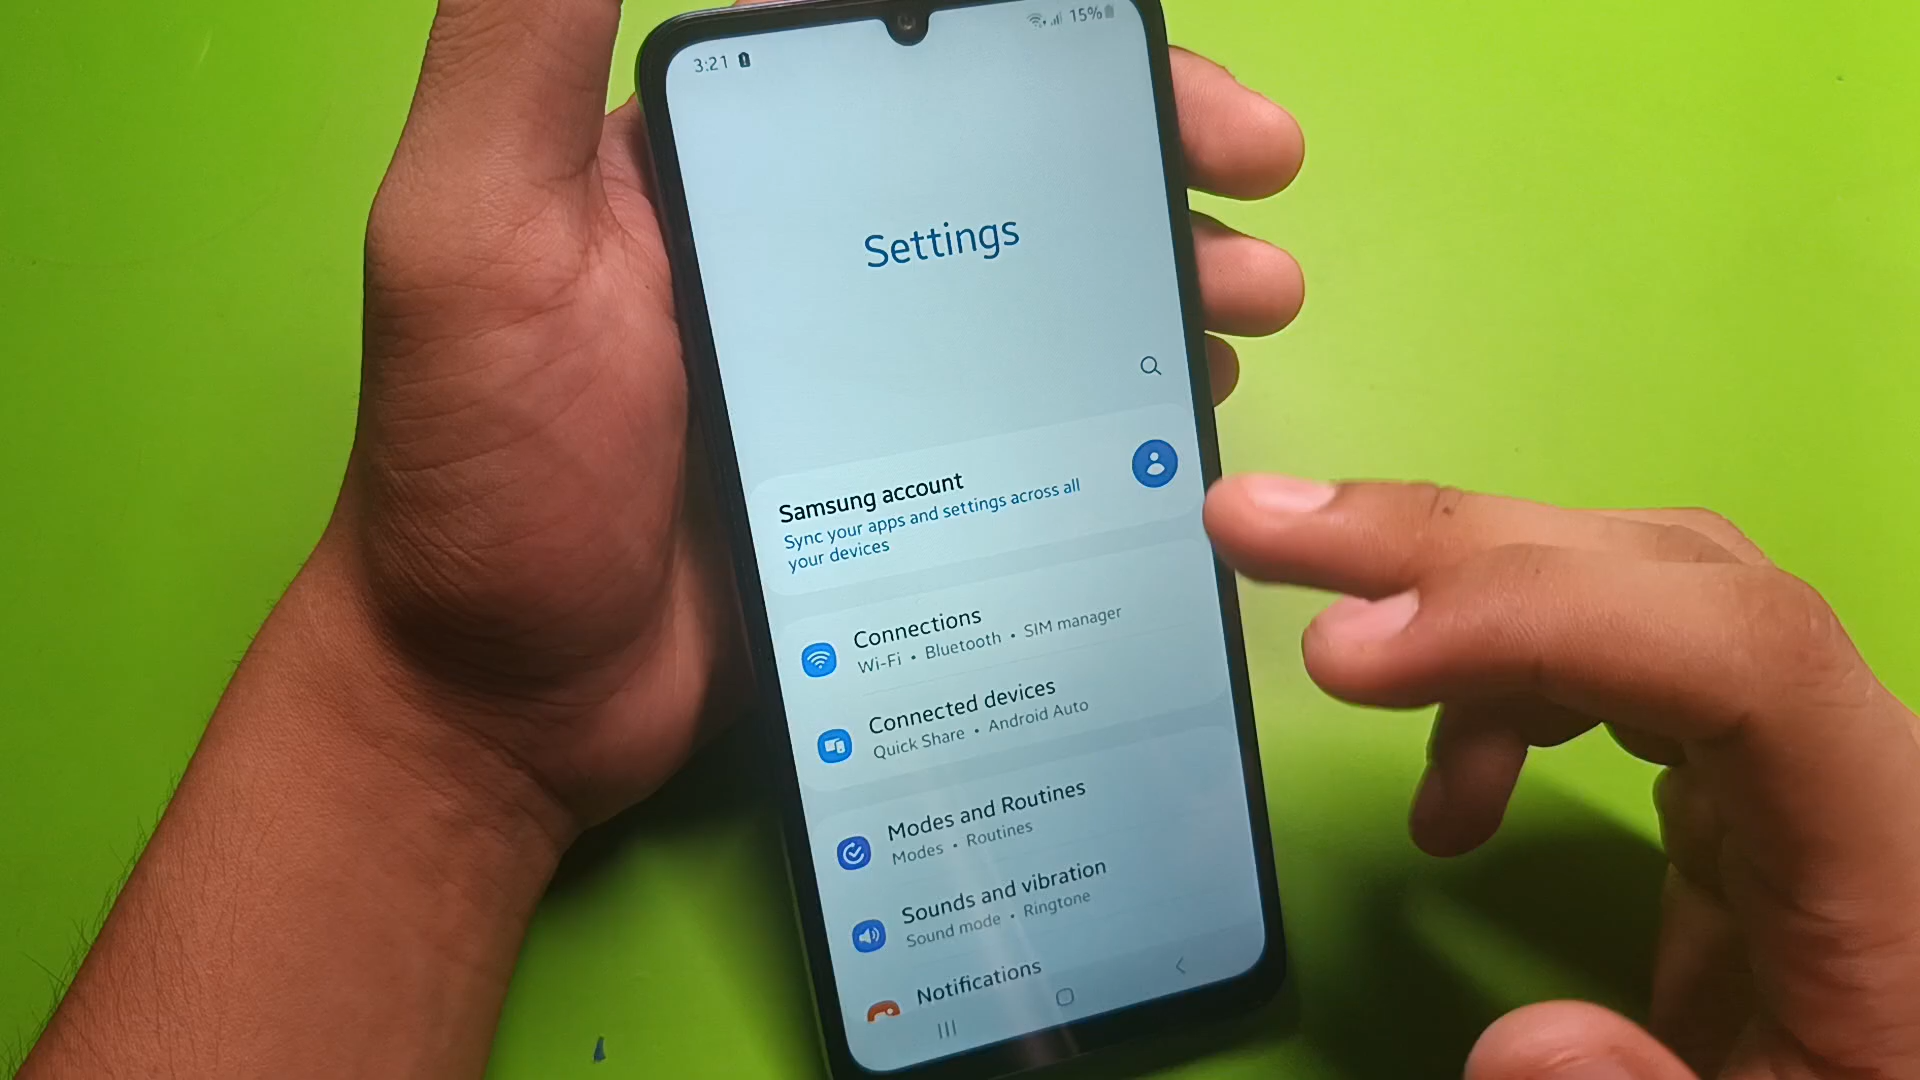 3:21
15%
Settings
Samsung account
Sync your apps and settings across all
your devices
Connections
Wi-Fi • Bluetooth • SIM manager
Connected devices
Quick Share • Android Auto
Modes and Routines
Modes • Routines
Sounds and vibration
Sound mode • Ringtone
Notifications